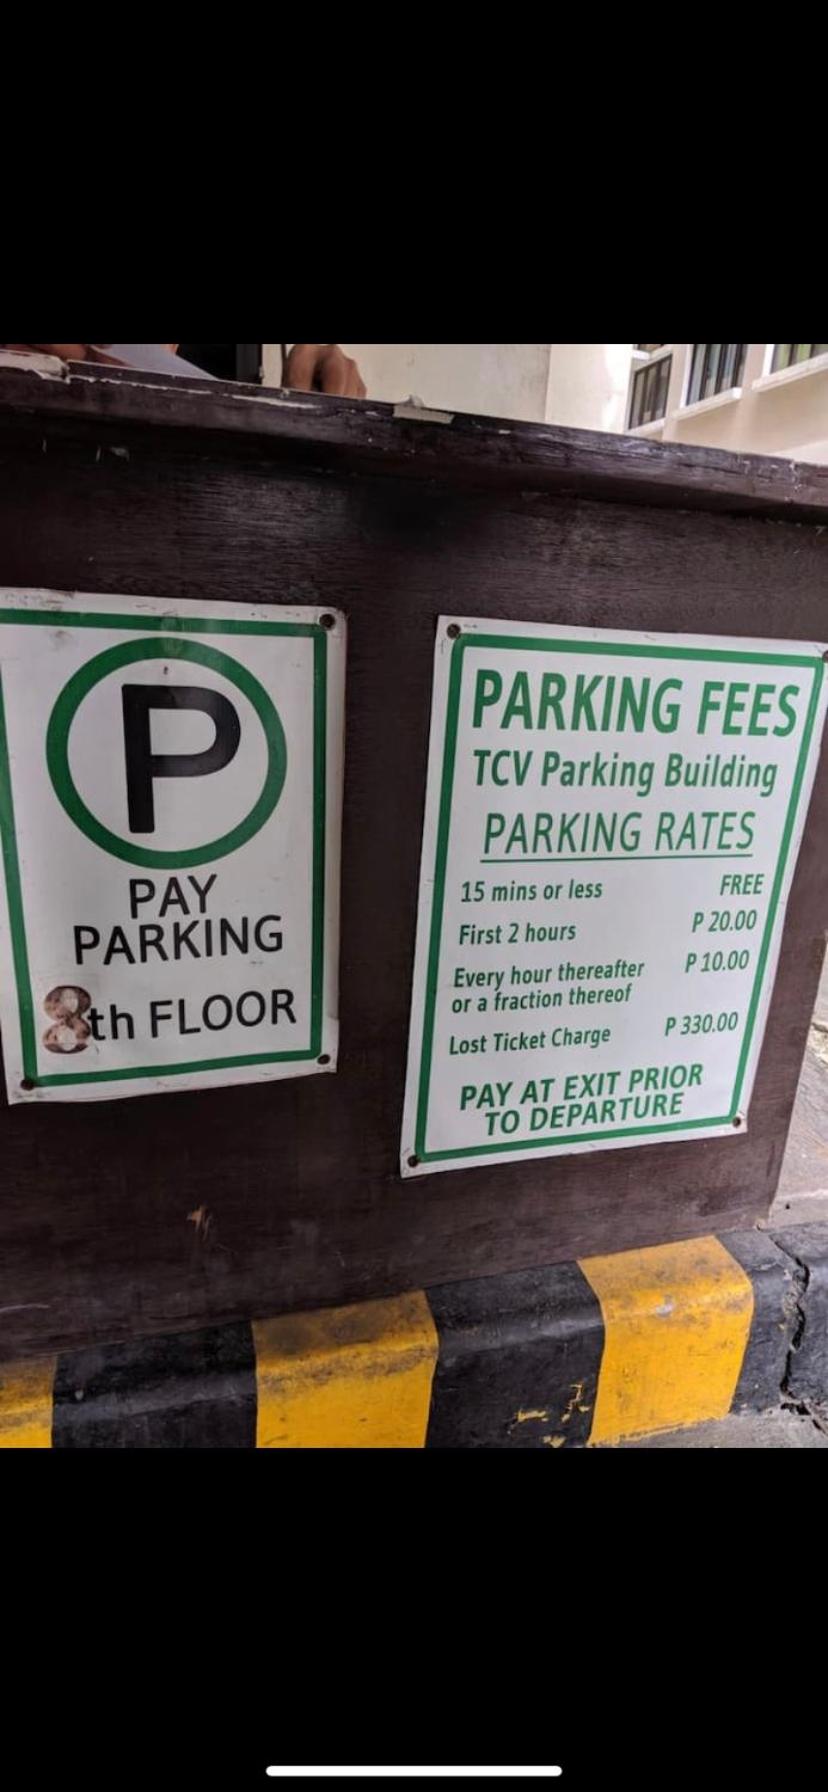 P
PAY
PARKING
8th FLOOR
PARKING FEES
TCV Parking Building
PARKING RATES
15 mins or less FREE
First 2 hours P 20.00
Every hour thereafter P 10.00
or a fraction thereof
Lost Ticket Charge P 330.00
PAY AT EXIT PRIOR
TO DEPARTURE